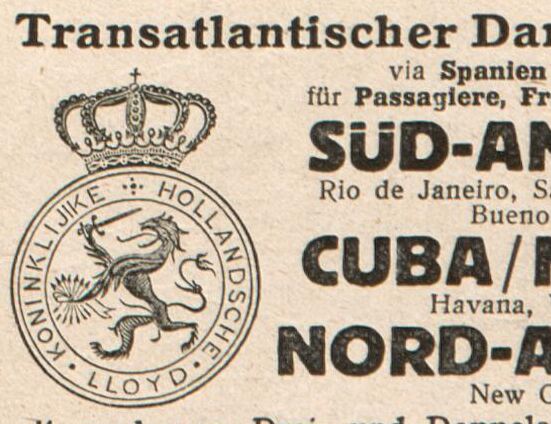 Transatlantischer Da
via Spanien
für Passagiere, Fr
SÜD-A
Rio de Janeiro, S
Bueno
CUBA/
Havana,
NORD-A
New O
KONINKLIJKE HOLLANDSCHE LLOYD